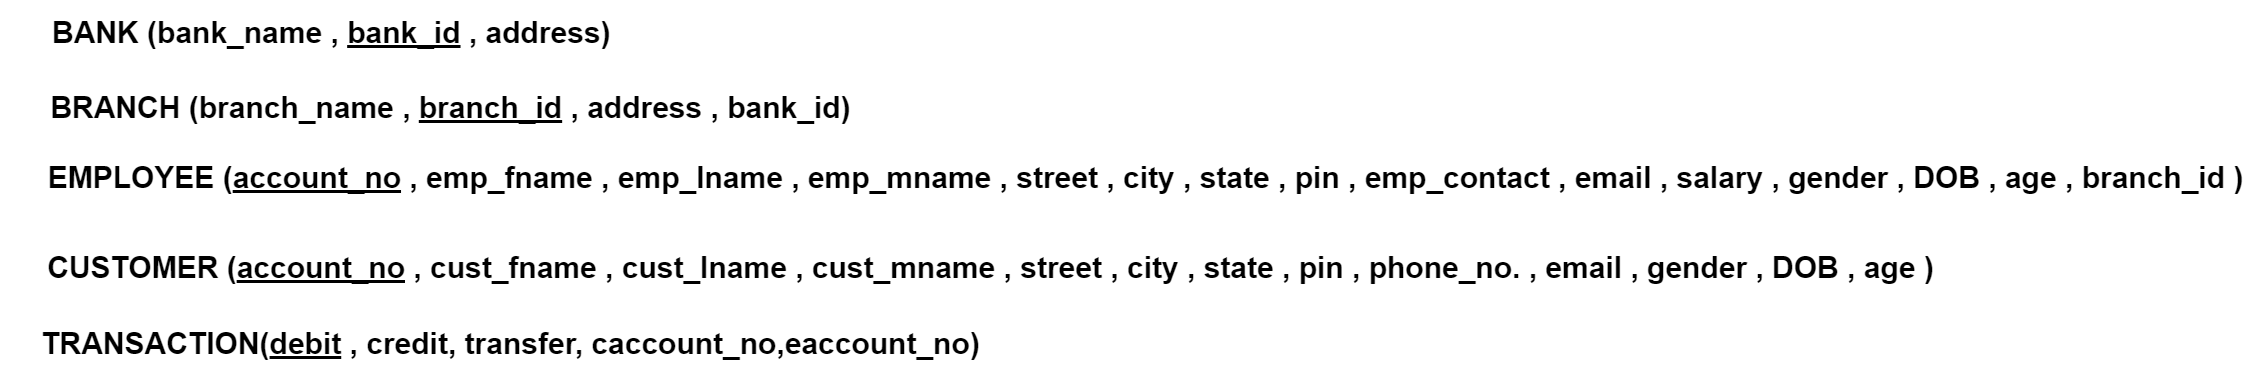 BANK (bank_name , bank_id , address)
BRANCH (branch_name , branch_id , address , bank_id)
EMPLOYEE (account_no , emp_fname , emp_lname , emp_mname , street , city , state , pin , emp_contact , email , salary , gender , DOB , age , branch_id )
CUSTOMER (account_no , cust_fname , cust_lname , cust_mname , street , city , state , pin , phone_no. , email , gender , DOB , age )
TRANSACTION(debit , credit, transfer, caccount_no,eaccount_no)